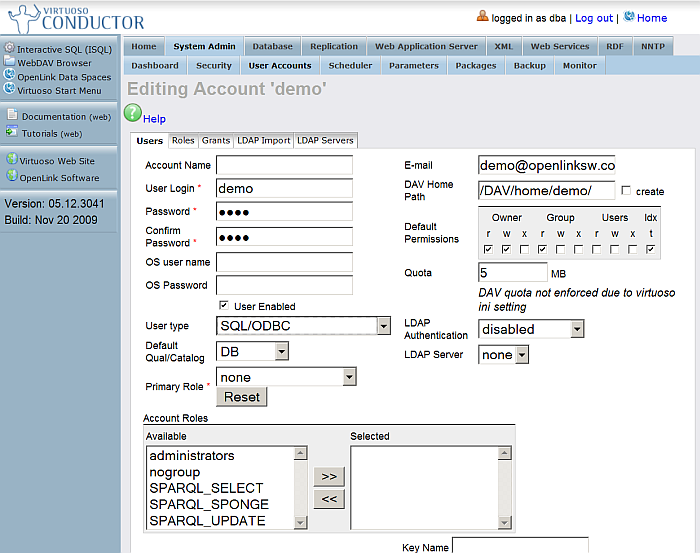 VIRTUOSO
CONDUCTOR
logged in as dba | Log out | Home
Interactive SQL (ISQL)
WebDAV Browser
OpenLink Data Spaces
Virtuoso Start Menu
Documentation (web)
Tutorials (web)
Virtuoso Web Site
OpenLink Software
Version: 05.12.3041
Build: Nov 20 2009
Home System Admin Database Replication Web Application Server XML Web Services RDF NNTP
Dashboard Security User Accounts Scheduler Parameters Packages Backup Monitor
Editing Account 'demo'
Help
Users Roles Grants LDAP Import LDAP Servers
Account Name
User Login * demo
Password *
Confirm
Password *
OS user name
OS Password
User Enabled
User type SQL/ODBC
Default
Qual/Catalog DB
Primary Role * none
Reset
E-mail demo@openlinksw.co
DAV Home
Path /DAV/home/demo/ create
Default
Permissions
Owner Group Users Idx
r w x r w x r w x t
Quota 5 MB
DAV quota not enforced due to virtuoso
ini setting
LDAP
Authentication disabled
LDAP Server none
Account Roles
Available Selected
administrators
nogroup
SPARQL_SELECT
SPARQL_SPONGE
SPARQL_UPDATE
>>
<<
Key Name